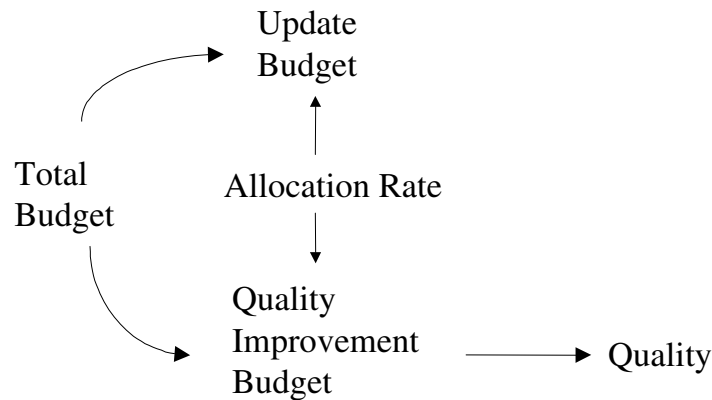 Update
Budget
Total
Budget
Allocation Rate
Quality
Improvement
Budget
Quality